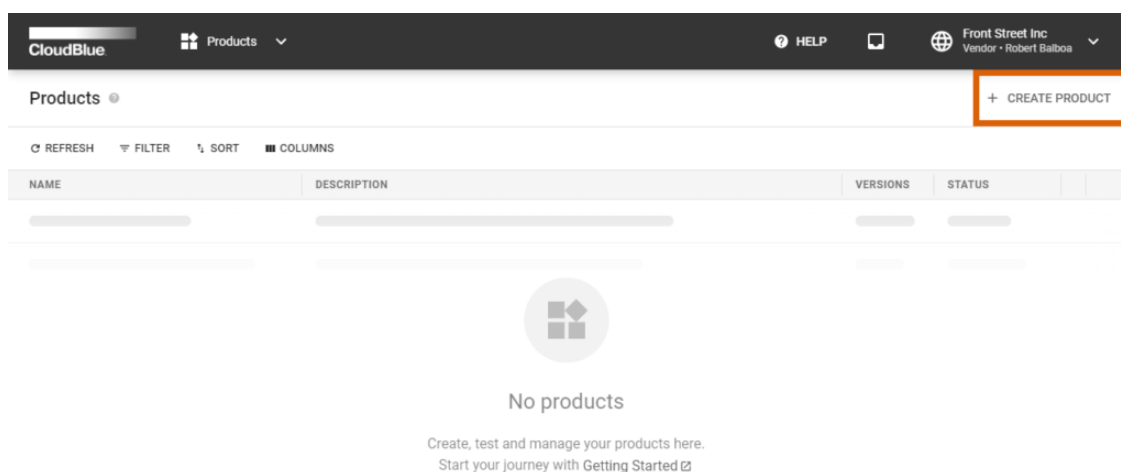 CloudBlue
Products
HELP
Front Street Inc
Vendor • Robert Balboa
Products
+ CREATE PRODUCT
REFRESH
FILTER
SORT
COLUMNS
NAME
DESCRIPTION
VERSIONS
STATUS
No products
Create, test and manage your products here.
Start your journey with Getting Started